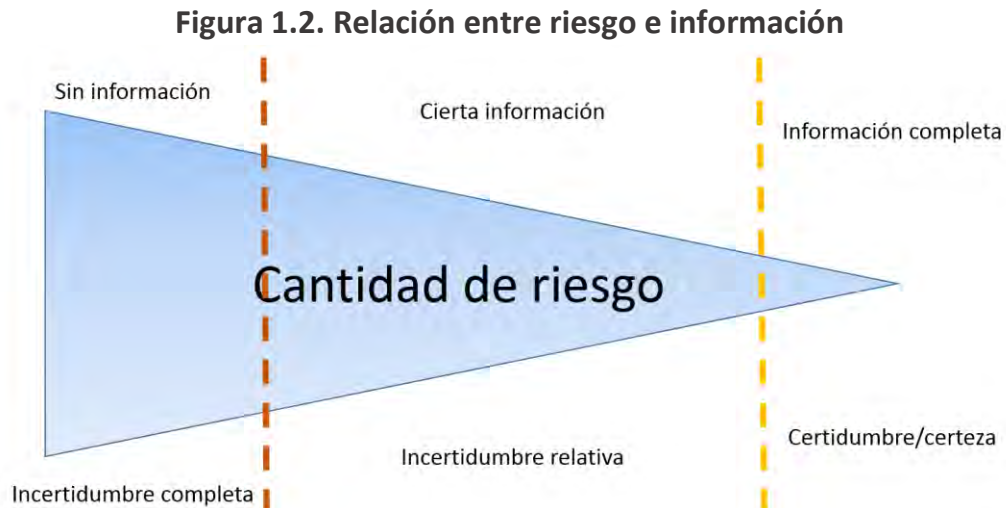 Figura 1.2. Relación entre riesgo e información
Sin información
Cierta información
Información completa
Cantidad de riesgo
Certidumbre/certeza
Incertidumbre relativa
Incertidumbre completa